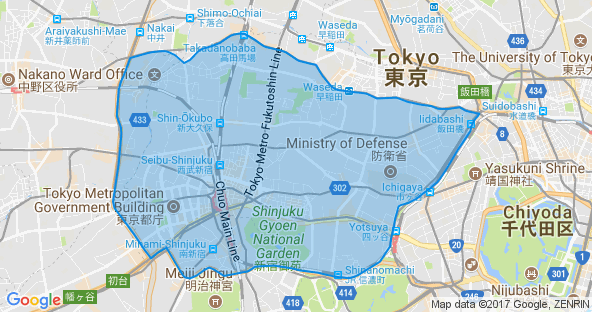 Shimo-Ochiai
下落合
Araiyakushi-Mae
新井薬師前
Nakai
中井
Takadanobaba
高田馬場
Waseda
早稲田
Myōgadani
茗荷谷
Tokyo
東京
436
434
The University of Tokyo
東京大
Nakano Ward Office
中野区役所
Waseda
早稲田
飯田橋
Suidobashi
水道橋
Iidabashi
飯田橋
433
Shin-Ōkubo
新大久保
Tokyo Metro Fukutoshin Line
Ministry of Defense
防衛省
Seibu-Shinjuku
西武新宿
302
Ichigaya
市ケ谷
Yasukuni Shrine
靖国神社
Tokyo Metropolitan
Government Building
東京都庁
Chuo Main Line
Shinjuku
Gyoen
National
Garden
新宿御苑
Yotsuya
四ツ谷
Chiyoda
千代田区
Minami-Shinjuku
南新宿
初台
幡ヶ谷
Meiji Jingu
明治神宮
Shinanomachi
JR 信濃町
301
50
414
418
246
Google
Nijūbashimae
Map data ©2017 Google, ZENRIN